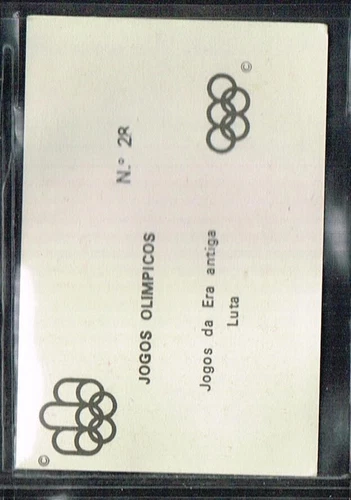 ©
N.º 28
JOGOS OLIMPICOS
Jogos da Era antiga
Luta
©